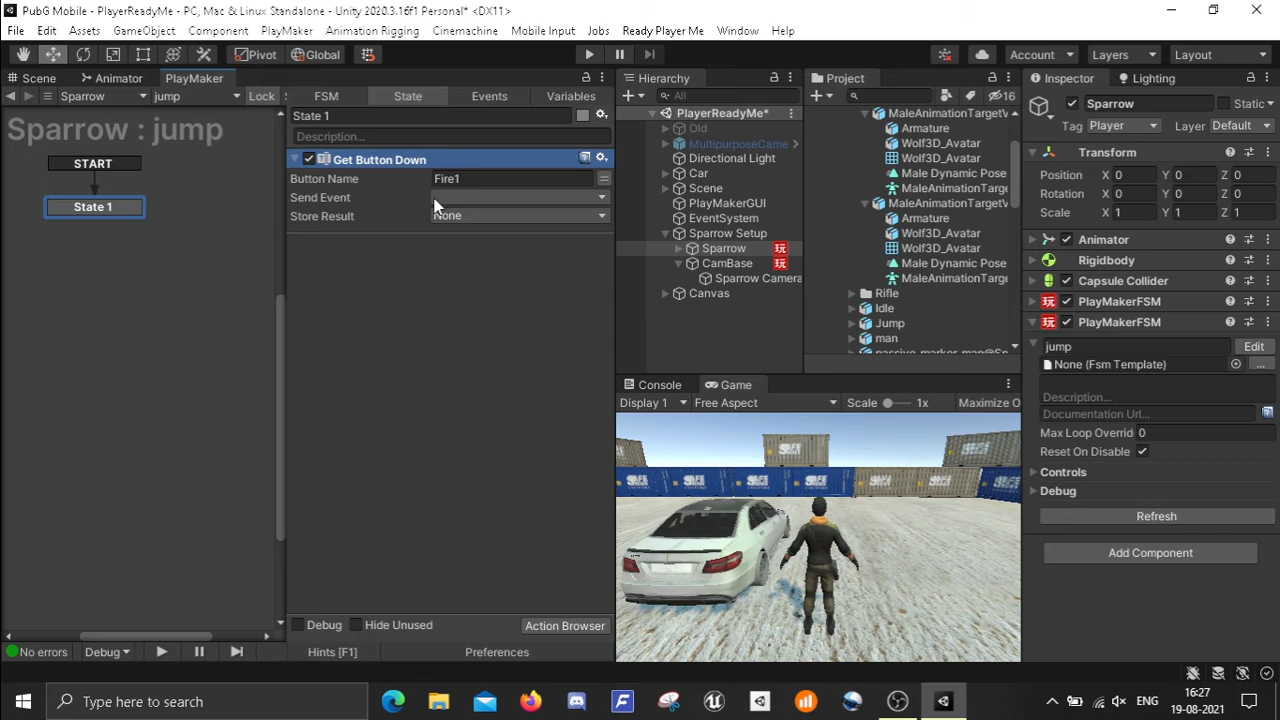 PubG Mobile - PlayerReadyMe - PC, Mac & Linux Standalone - Unity 2020.3.16f1 Personal* <DX11>
File Edit Assets GameObject Component PlayMaker Animation Rigging Cinemachine Mobile Input Jobs Ready Player Me Window Help
Pivot Global Account Layers Layout
Scene Animator PlayMaker
Sparrow jump Lock
Sparrow : jump
START
State 1
No errors Debug
FSM State Events Variables
State 1
Description...
Get Button Down
Button Name Fire1
Send Event
Store Result None
Debug Hide Unused Action Browser
Hints [F1] Preferences
Hierarchy
All
PlayerReadyMe*
Old
MultipurposeCame
Directional Light
Car
Scene
PlayMakerGUI
EventSystem
Sparrow Setup
Sparrow 玩
CamBase 玩
Sparrow Camera
Canvas
Project
16
MaleAnimationTargetV
Armature
Wolf3D_Avatar
Wolf3D_Avatar
Male Dynamic Pose
MaleAnimationTarge
MaleAnimationTargetV
Armature
Wolf3D_Avatar
Wolf3D_Avatar
Male Dynamic Pose
MaleAnimationTarge
Rifle
Idle
Jump
man
Console Game
Display 1 Free Aspect Scale 1x Maximize O
Inspector Lighting
Sparrow Static
Tag Player Layer Default
Transform
Position X 0 Y 0 Z 0
Rotation X 0 Y 0 Z 0
Scale X 1 Y 1 Z 1
Animator
Rigidbody
Capsule Collider
玩 PlayMakerFSM
玩 PlayMakerFSM
jump Edit
None (Fsm Template) ...
Description...
Documentation Url...
Max Loop Overrid 0
Reset On Disable
Controls
Debug
Refresh
Add Component
Type here to search
ENG
16:27
19-08-2021